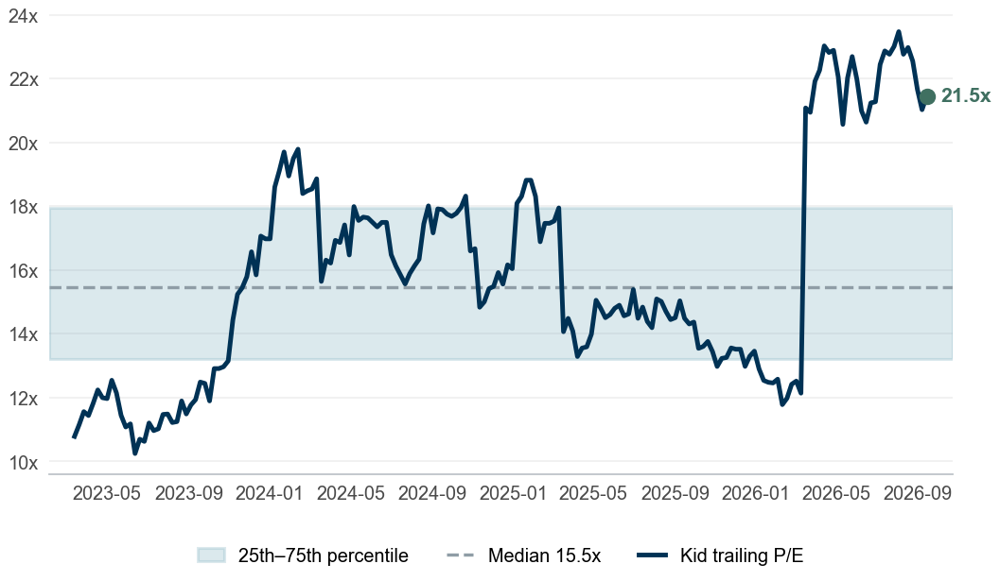 24x
22x
21.5x
20x
18x
16x
14x
12x
10x
2023-05 2023-09 2024-01 2024-05 2024-09 2025-01 2025-05 2025-09 2026-01 2026-05 2026-09
25th–75th percentile Median 15.5x Kid trailing P/E